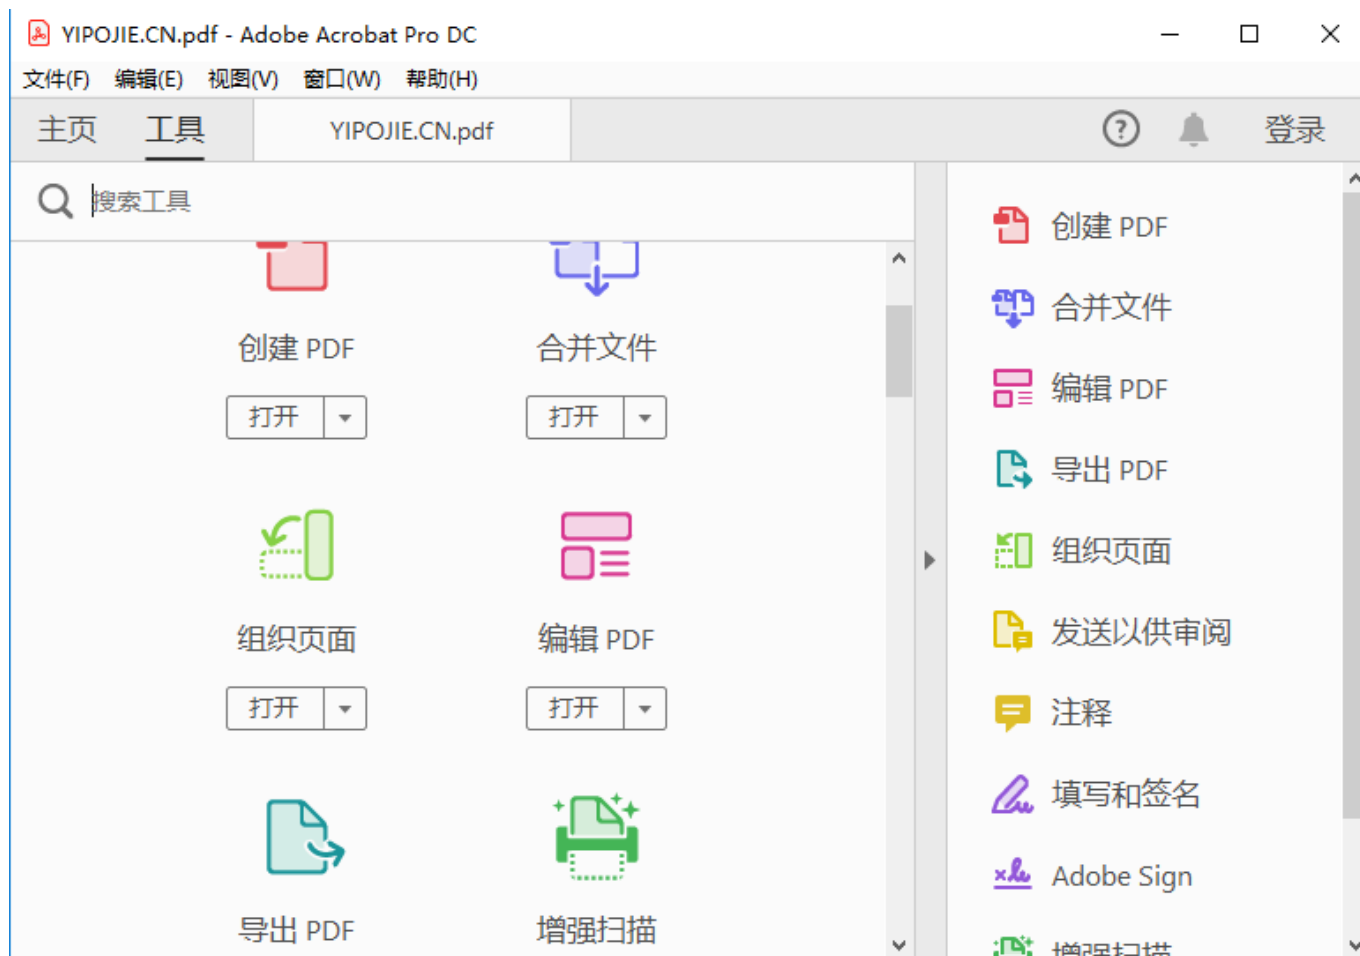 YIPOJIE.CN.pdf - Adobe Acrobat Pro DC
文件(F) 编辑(E) 视图(V) 窗口(W) 帮助(H)
主页 工具 YIPOJIE.CN.pdf 登录
搜索工具
创建 PDF 合并文件
打开 打开
组织页面 编辑 PDF
打开 打开
导出 PDF 增强扫描
创建 PDF
合并文件
编辑 PDF
导出 PDF
组织页面
发送以供审阅
注释
填写和签名
Adobe Sign
增强扫描